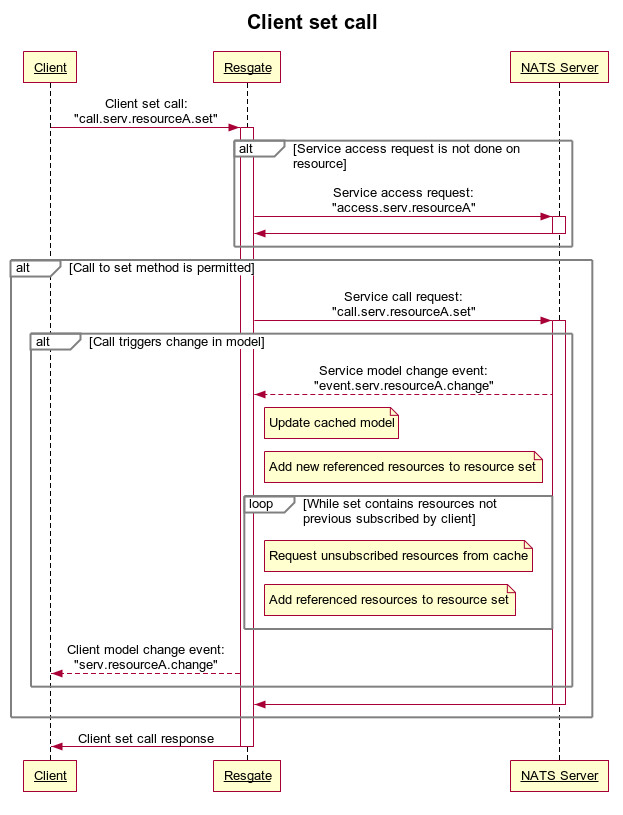 Client set call
Client
Resgate
NATS Server
Client set call:
"call.serv.resourceA.set"
alt
[Service access request is not done on
resource]
Service access request:
"access.serv.resourceA"
alt
[Call to set method is permitted]
Service call request:
"call.serv.resourceA.set"
alt
[Call triggers change in model]
Service model change event:
"event.serv.resourceA.change"
Update cached model
Add new referenced resources to resource set
loop
[While set contains resources not
previous subscribed by client]
Request unsubscribed resources from cache
Add referenced resources to resource set
Client model change event:
"serv.resourceA.change"
Client set call response
Client
Resgate
NATS Server